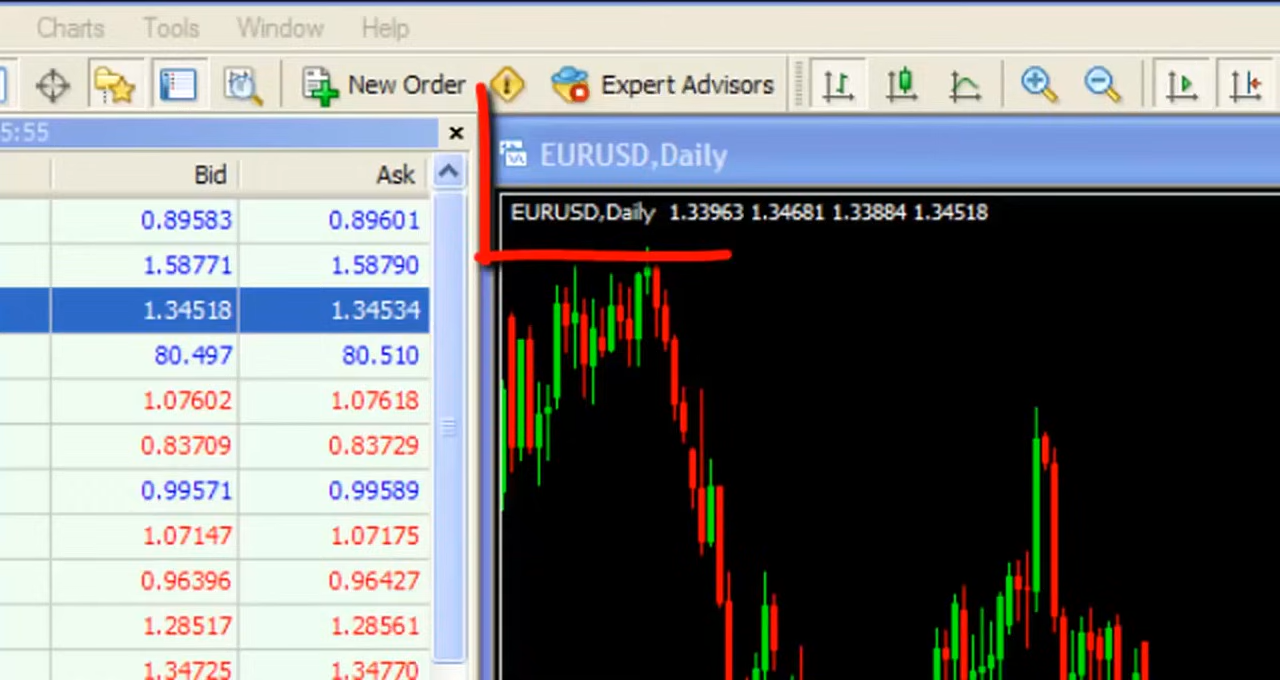 Charts Tools Window Help
New Order Expert Advisors
5:55
EURUSD,Daily
Bid Ask
EURUSD,Daily 1.33963 1.34681 1.33884 1.34518
0.89583 0.89601
1.58771 1.58790
1.34518 1.34534
80.497 80.510
1.07602 1.07618
0.83709 0.83729
0.99571 0.99589
1.07147 1.07175
0.96396 0.96427
1.28517 1.28561
1.34725 1.34770